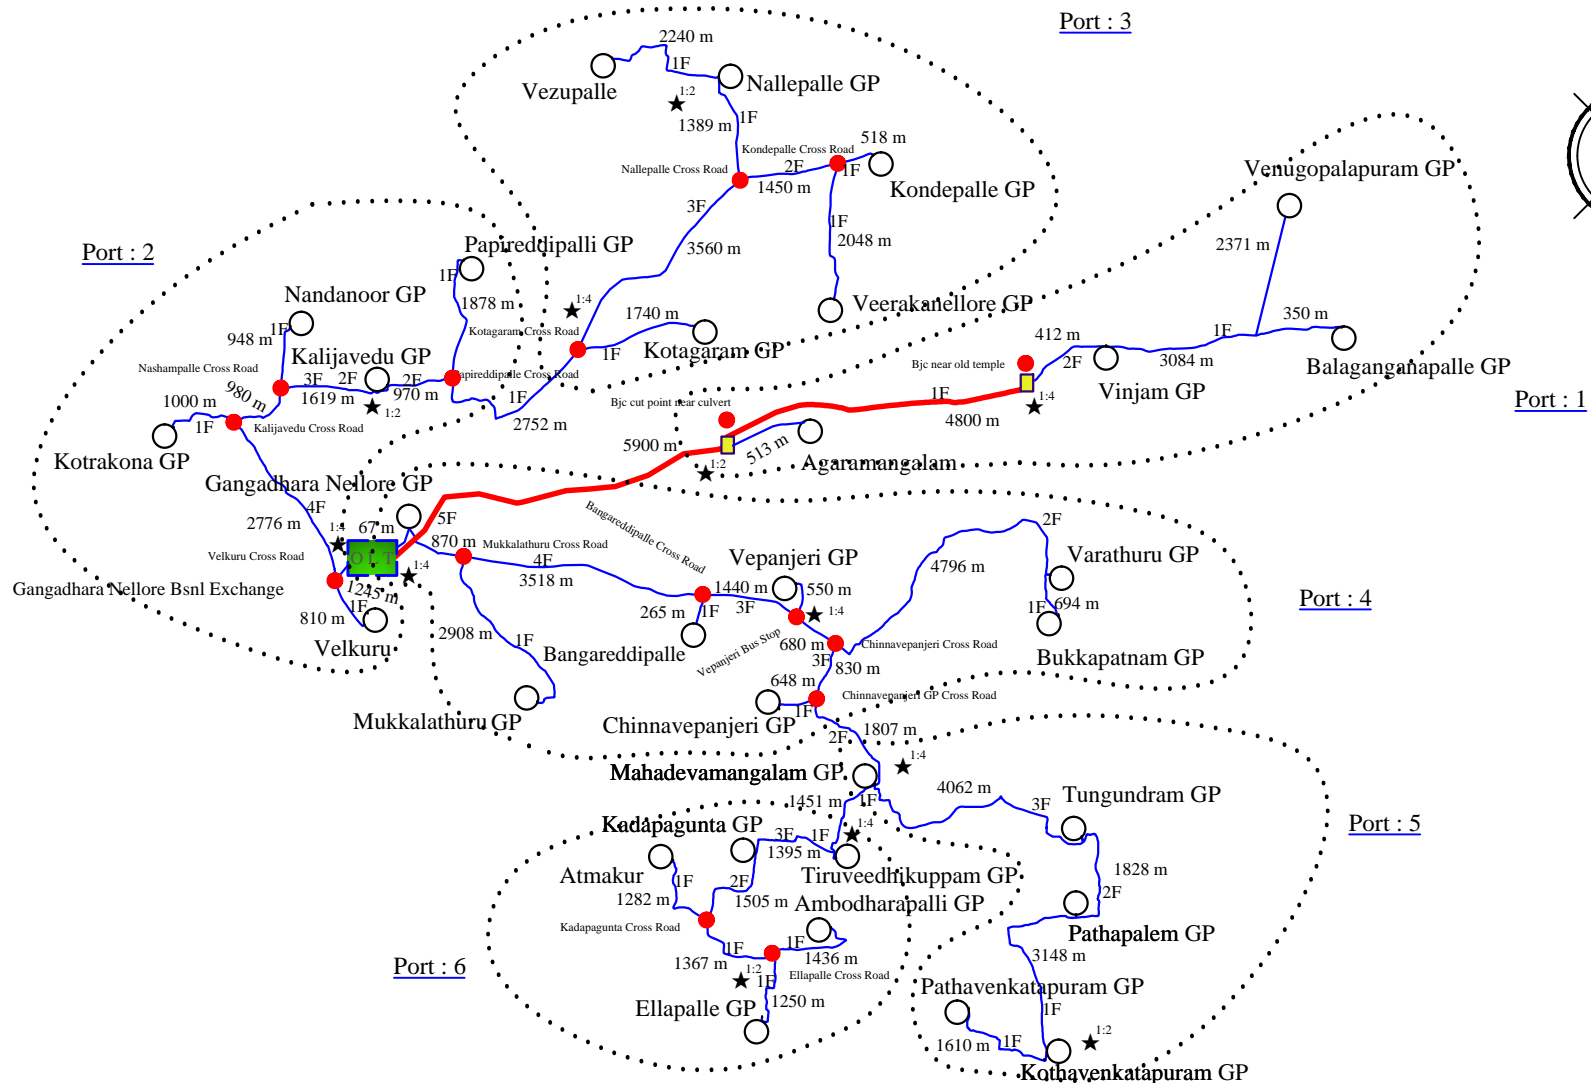 Port : 3
2240 m
1F
Vezupalle
Nallepalle GP
1:2
1389 m
1F
Kondepalle Cross Road
518 m
Nallepalle Cross Road
2F
1F
1450 m
Kondepalle GP
Venugopalapuram GP
3F
1F
3560 m
2048 m
2371 m
Port : 2
Papireddipalli GP
1F
1878 m
Nandanoor GP
1:4
Veerakanellore GP
948 m
1F
Kotagaram Cross Road
1740 m
1F
Kotagaram GP
412 m
1F
350 m
Kalijavedu GP
Nashampalle Cross Road
3F
2F
2F
Papireddipalle Cross Road
Bjc near old temple
2F
3084 m
Vinjam GP
Balaganganapalle GP
980 m
1619 m
970 m
1:2
1F
2752 m
1F
4800 m
1:4
Port : 1
1000 m
1F
Kalijavedu Cross Road
Kotrakona GP
Bjc cut point near culvert
5900 m
513 m
Agaramangalam
1:2
Gangadhara Nellore GP
4F
2776 m
1:4
67 m
5F
870 m
Bangareddipalle Cross Road
2F
Velkuru Cross Road
O L T
Mukkalathuru Cross Road
4F
3518 m
Vepanjeri GP
4796 m
Varathuru GP
Gangadhara Nellore Bsnl Exchange
1:4
1245 m
1440 m
3F
550 m
1:4
1F
694 m
Port : 4
810 m
1F
Velkuru
2908 m
1F
265 m
1F
Bangareddipalle
Vepanjeri Bus Stop
680 m
3F
Chinnavepanjeri Cross Road
830 m
Bukkapatnam GP
648 m
1F
Chinnavepanjeri GP Cross Road
Mukkalathuru GP
Chinnavepanjeri GP
2F
1807 m
Mahadevamangalam GP
1:4
1451 m
1F
4062 m
3F
Tungundram GP
Port : 5
Kadapagunta GP
3F
1F
1:4
1395 m
Atmakur
1F
2F
Tiruveedhikuppam GP
1828 m
2F
1282 m
1505 m
Ambodharapalli GP
Kadapagunta Cross Road
Pathapalem GP
1F
1F
1436 m
3148 m
Port : 6
1367 m
1:2
1F
Ellapalle Cross Road
Ellapalle GP
1250 m
Pathavenkatapuram GP
1F
1610 m
1F
1:2
Kothavenkatapuram GP